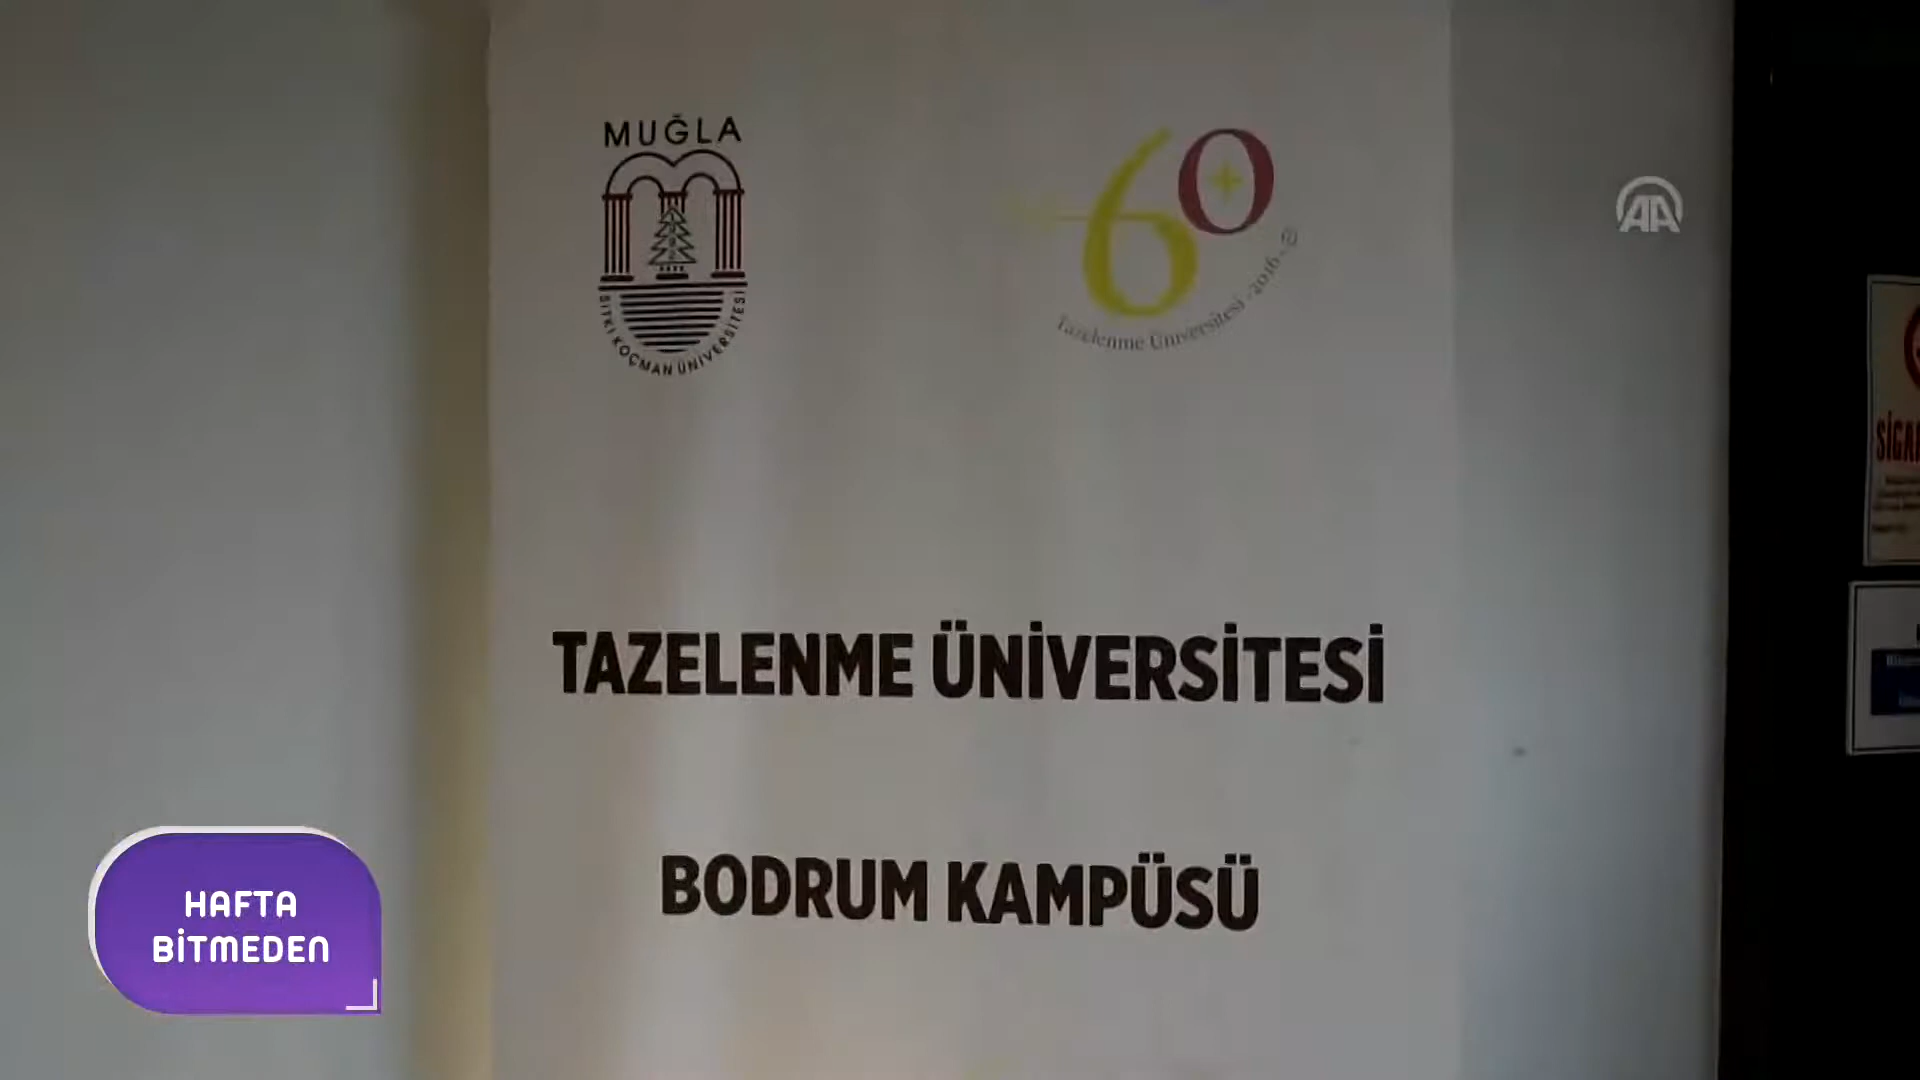 MUĞLA
SITKI KOÇMAN ÜNİVERSİTESİ
60+
Tazelenme Üniversitesi - 2016 - ®
AA
TAZELENME ÜNİVERSİTESİ
BODRUM KAMPÜSÜ
HAFTA
BİTMEDEN